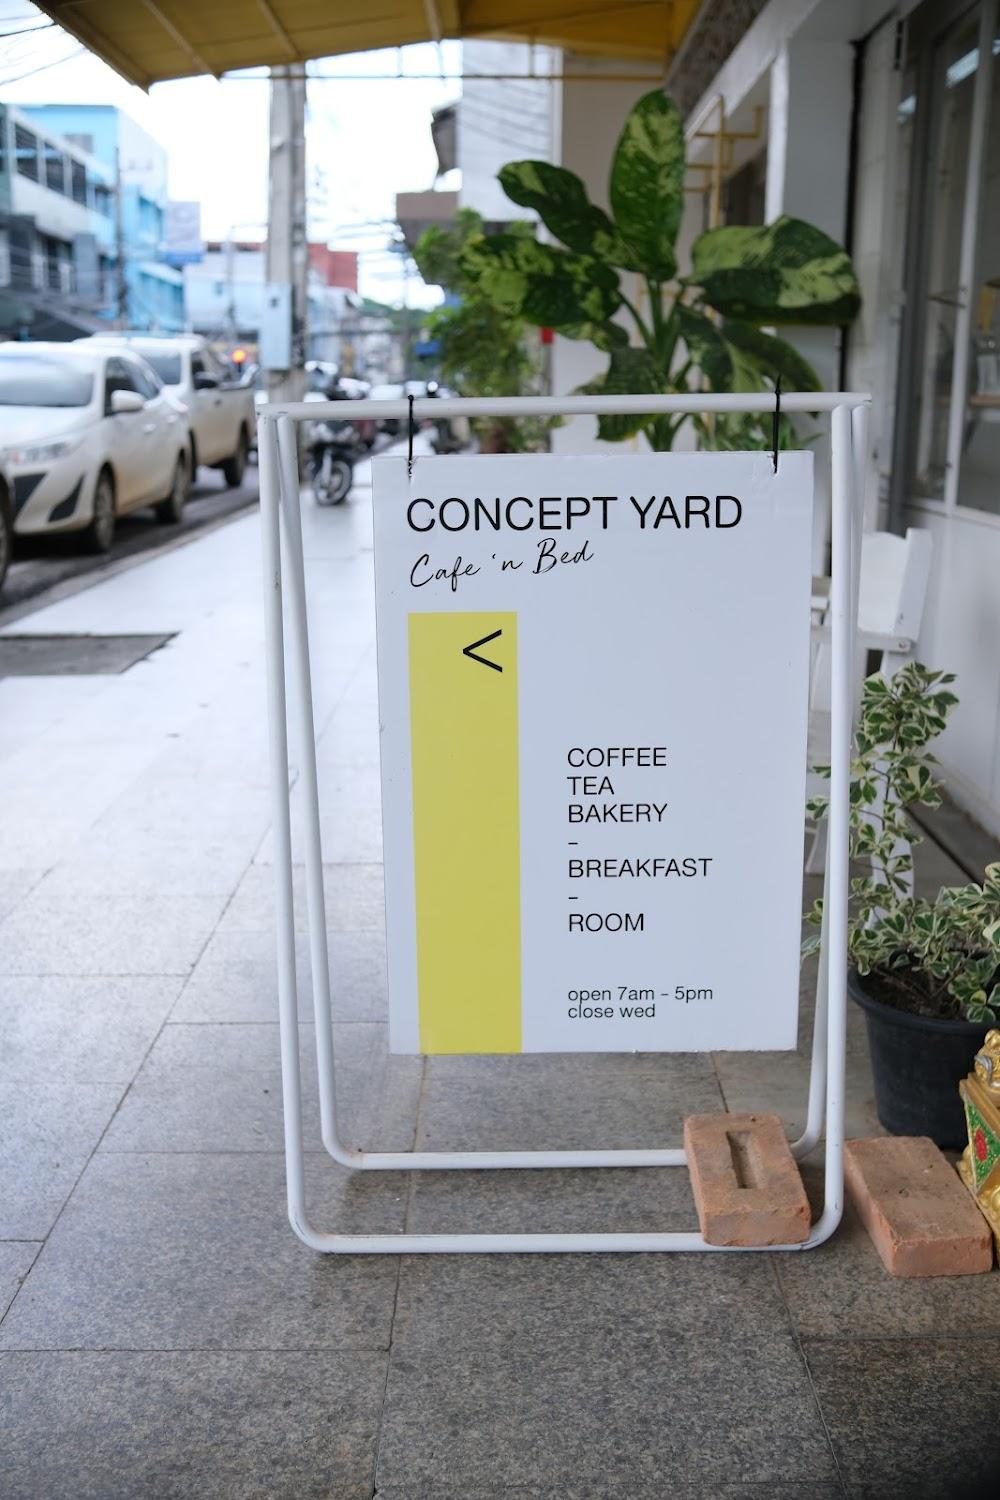 CONCEPT YARD
Cafe 'n Bed
<
COFFEE
TEA
BAKERY
-
BREAKFAST
-
ROOM
open 7am - 5pm
close wed